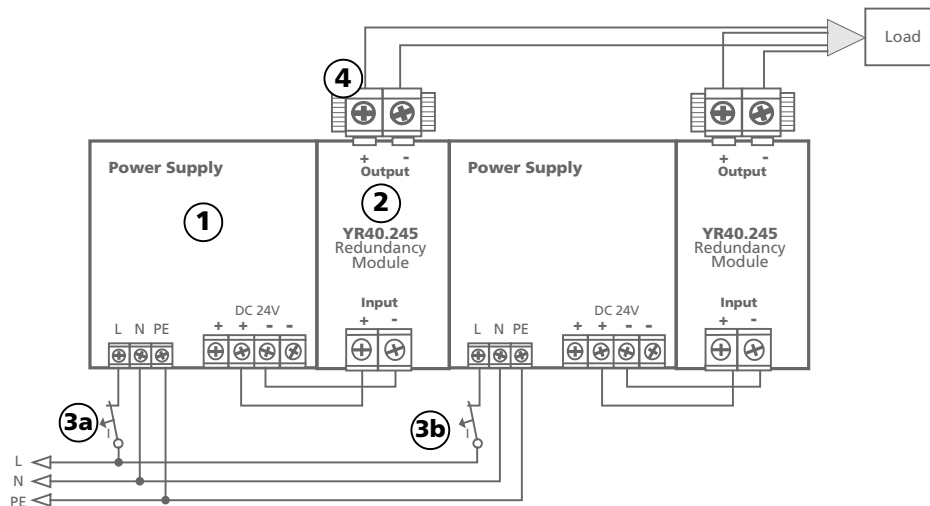 Load
4
+ -
Output
+ -
Output
Power Supply
Power Supply
1
2
YR40.245
Redundancy
Module
YR40.245
Redundancy
Module
Input
+ -
Input
+ -
DC 24V
+ + - -
DC 24V
+ + - -
L N PE
L N PE
3a
I
3b
I
L
N
PE